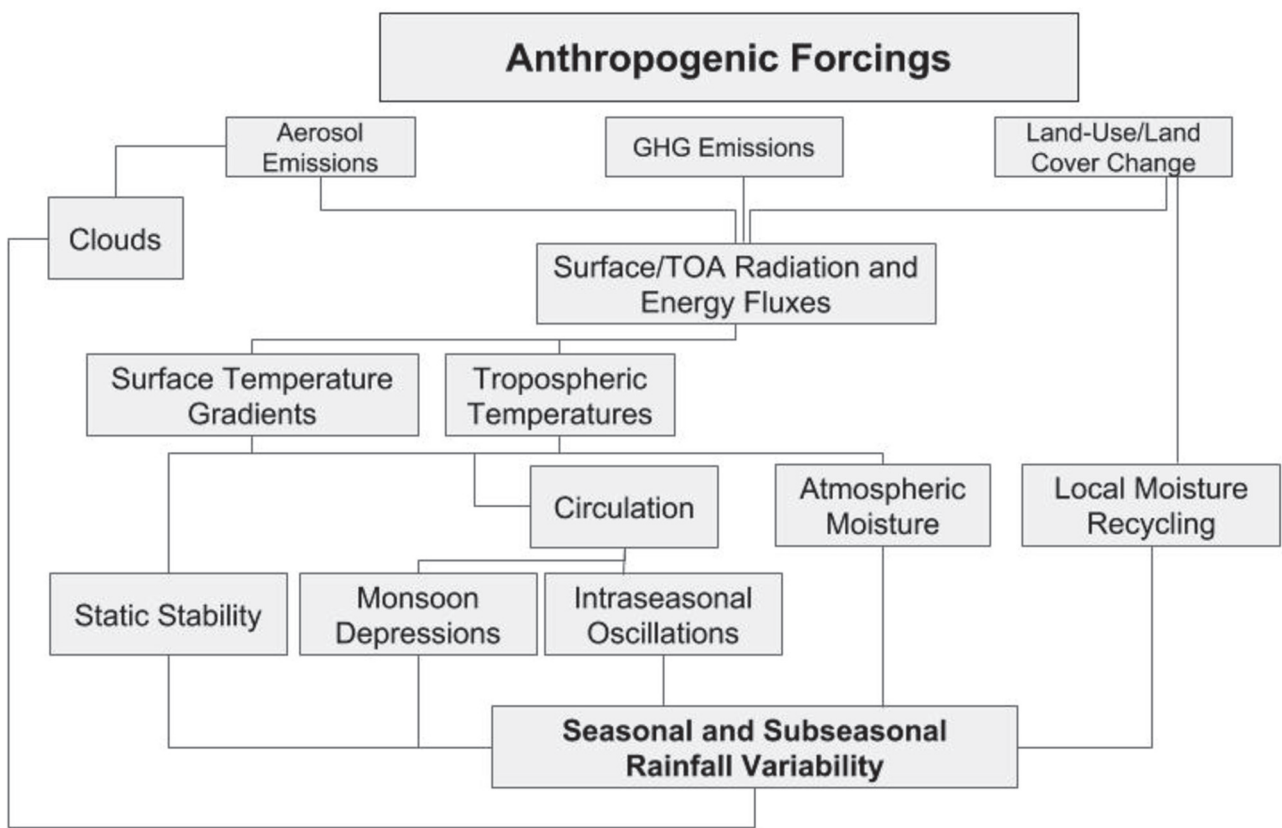 Anthropogenic Forcings
Aerosol
Emissions
GHG Emissions
Land-Use/Land
Cover Change
Clouds
Surface/TOA Radiation and
Energy Fluxes
Surface Temperature
Gradients
Tropospheric
Temperatures
Circulation
Atmospheric
Moisture
Local Moisture
Recycling
Static Stability
Monsoon
Depressions
Intraseasonal
Oscillations
Seasonal and Subseasonal
Rainfall Variability